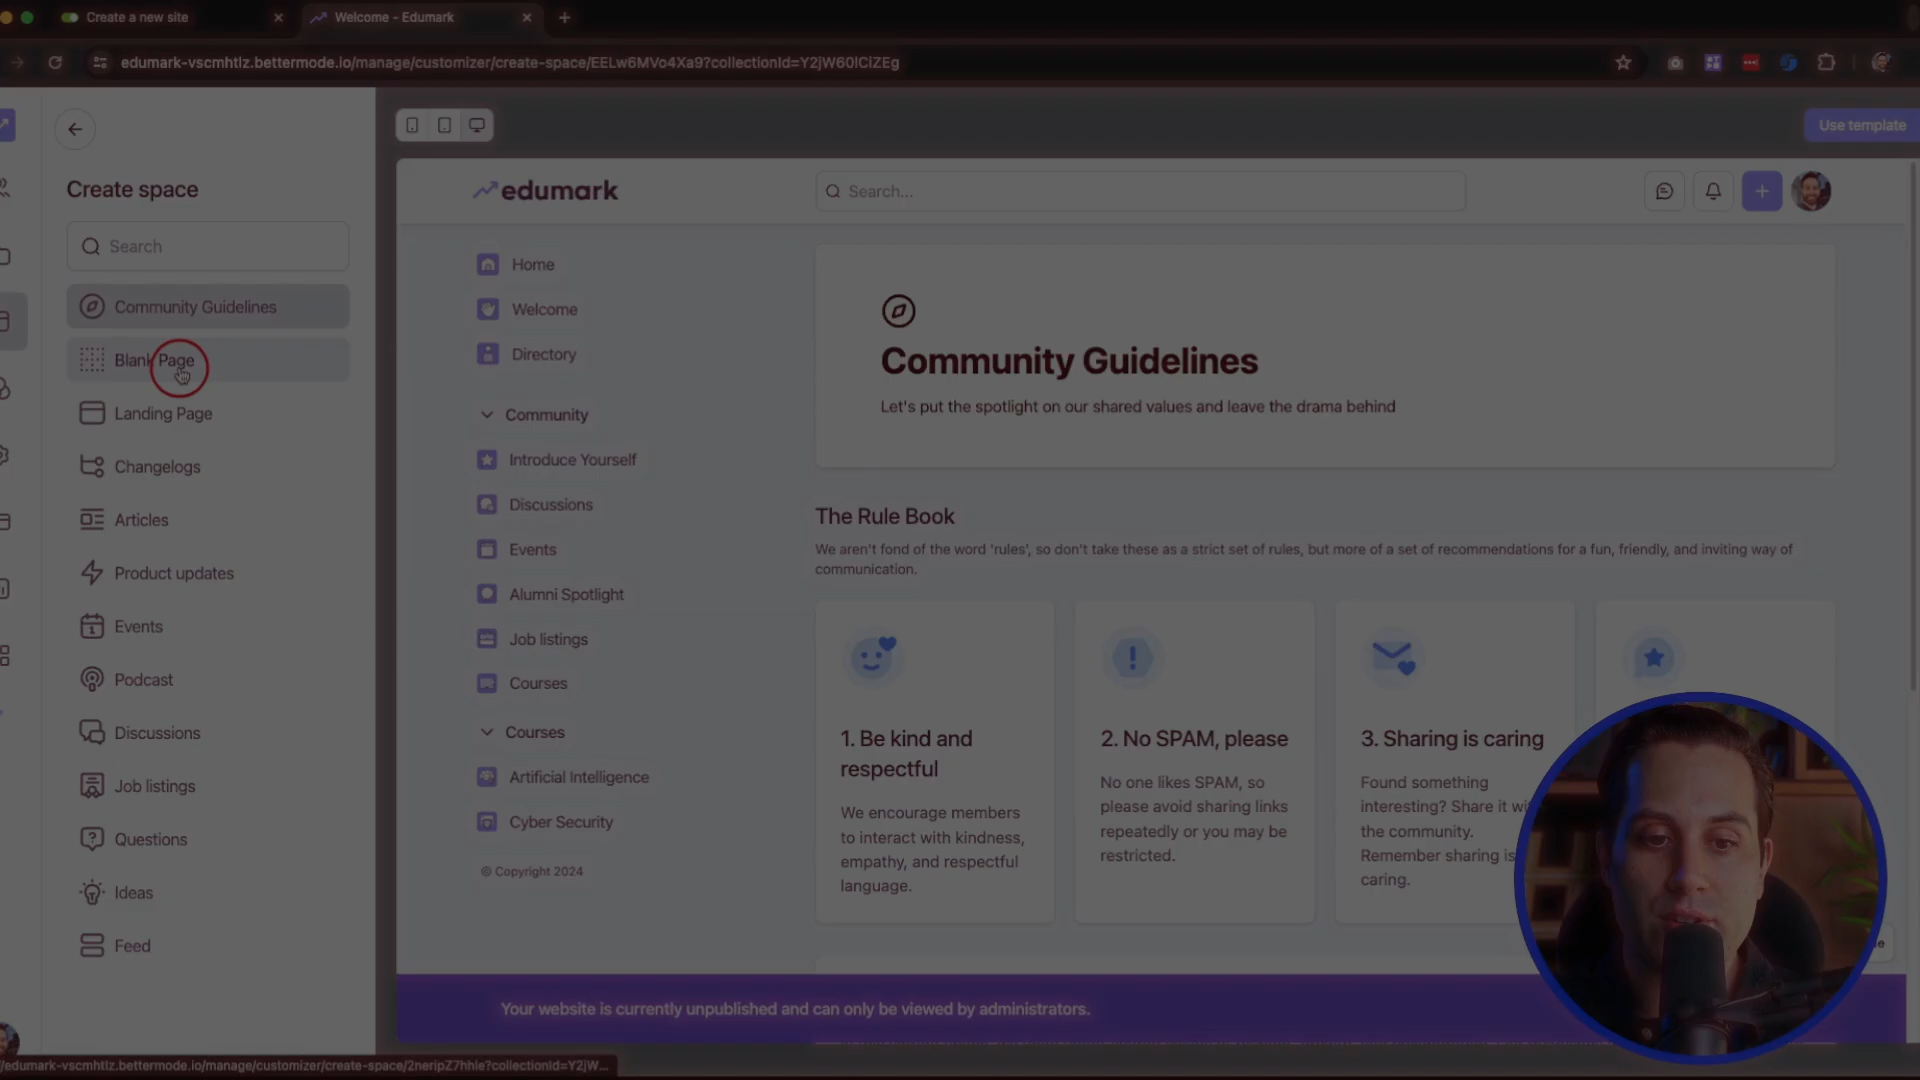 Create a new site
Welcome - Edumark
edumark-vscmhtlz.bettermode.io/manage/customizer/create-space/EELw6MVo4Xa9?collectionId=Y2jW60lCiZEg
Use template
Create space
Search
Community Guidelines
Blank Page
Landing Page
Changelogs
Articles
Product updates
Events
Podcast
Discussions
Job listings
Questions
Ideas
Feed
edumark
Search...
Home
Welcome
Directory
Community
Introduce Yourself
Discussions
Events
Alumni Spotlight
Job listings
Courses
Courses
Artificial Intelligence
Cyber Security
© Copyright 2024
Community Guidelines
Let's put the spotlight on our shared values and leave the drama behind
The Rule Book
We aren't fond of the word 'rules', so don't take these as a strict set of rules, but more of a set of recommendations for a fun, friendly, and inviting way of
communication.
1. Be kind and
respectful
We encourage members
to interact with kindness,
empathy, and respectful
language.
2. No SPAM, please
No one likes SPAM, so
please avoid sharing links
repeatedly or you may be
restricted.
3. Sharing is caring
Found something
interesting? Share it wi
the community.
Remember sharing is
caring.
Your website is currently unpublished and can only be viewed by administrators.
/edumark-vscmhtlz.bettermode.io/manage/customizer/create-space/2neripZ7hhle?collectionId=Y2jW...